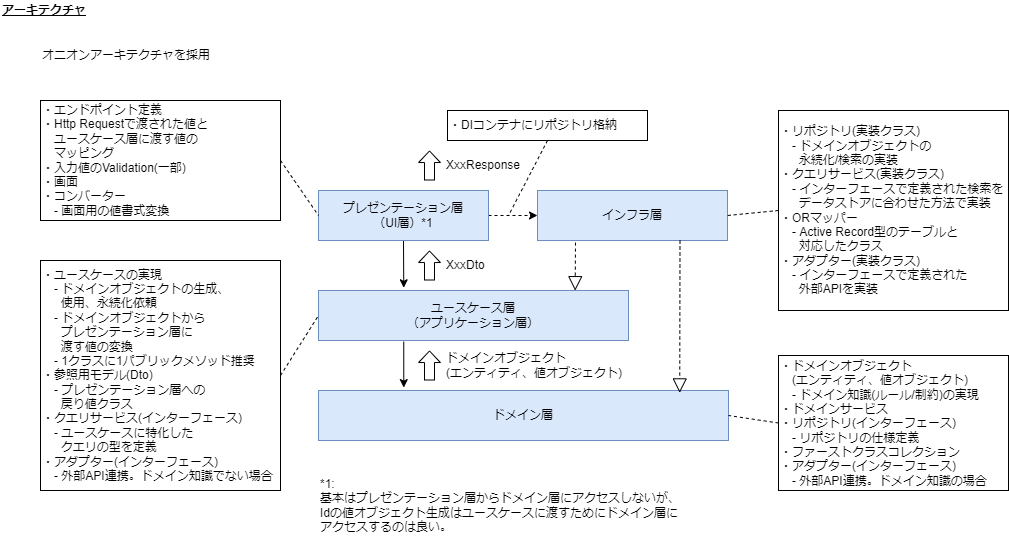 アーキテクチャ
オニオンアーキテクチャを採用
・エンドポイント定義
・Http Requestで渡された値と
ユースケース層に渡す値の
マッピング
・入力値のValidation(一部)
・画面
・コンバーター
- 画面用の値書式変換
・DIコンテナにリポジトリ格納
XxxResponse
プレゼンテーション層
（UI層）*1
インフラ層
・リポジトリ(実装クラス)
- ドメインオブジェクトの
永続化/検索の実装
・クエリサービス(実装クラス)
- インターフェースで定義された検索を
データストアに合わせた方法で実装
・ORマッパー
- Active Record型のテーブルと
対応したクラス
・アダプター(実装クラス)
- インターフェースで定義された
外部APIを実装
XxxDto
・ユースケースの実現
- ドメインオブジェクトの生成、
使用、永続化依頼
- ドメインオブジェクトから
プレゼンテーション層に
渡す値の変換
- 1クラスに1パブリックメソッド推奨
・参照用モデル(Dto)
- プレゼンテーション層への
戻り値クラス
・クエリサービス(インターフェース)
- ユースケースに特化した
クエリの型を定義
・アダプター(インターフェース)
- 外部API連携。ドメイン知識でない場合
ユースケース層
（アプリケーション層）
ドメインオブジェクト
(エンティティ、値オブジェクト)
ドメイン層
・ドメインオブジェクト
(エンティティ、値オブジェクト)
- ドメイン知識(ルール/制約)の実現
・ドメインサービス
・リポジトリ(インターフェース)
- リポジトリの仕様定義
・ファーストクラスコレクション
・アダプター(インターフェース)
- 外部API連携。ドメイン知識の場合
*1:
基本はプレゼンテーション層からドメイン層にアクセスしないが、
Idの値オブジェクト生成はユースケースに渡すためにドメイン層に
アクセスするのは良い。